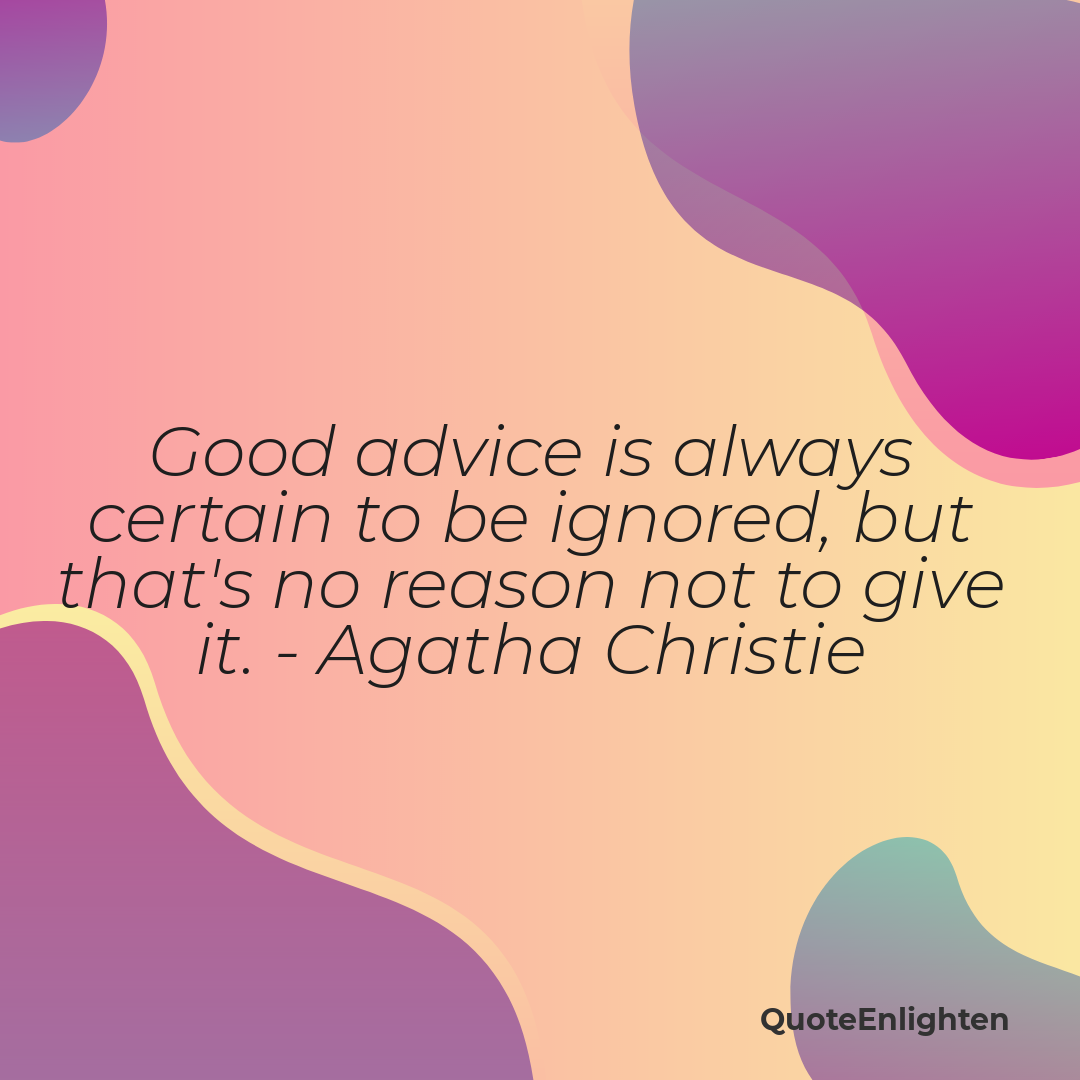 Good advice is always
certain to be ignored, but
that's no reason not to give
it. - Agatha Christie
QuoteEnlighten